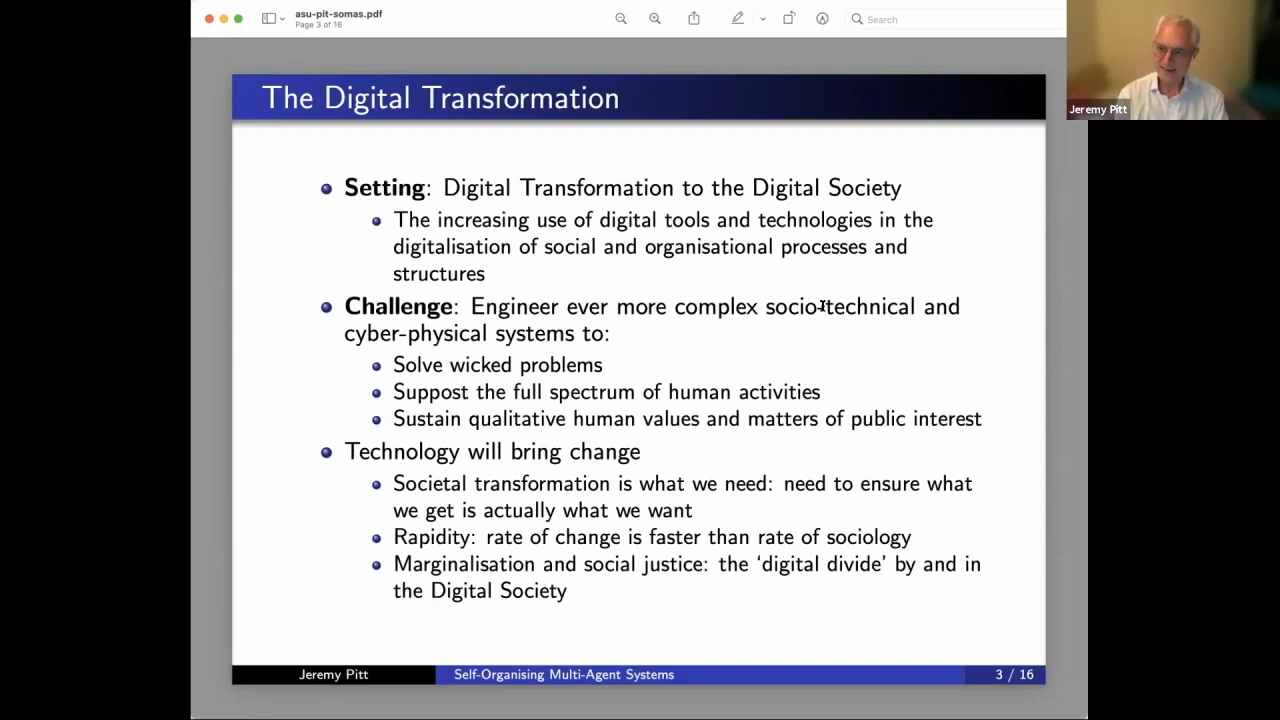 asu-pit-somas.pdf
Page 3 of 16
Search
Jeremy Pitt
The Digital Transformation
Setting: Digital Transformation to the Digital Society
The increasing use of digital tools and technologies in the
digitalisation of social and organisational processes and
structures
Challenge: Engineer ever more complex socio-technical and
cyber-physical systems to:
Solve wicked problems
Suppost the full spectrum of human activities
Sustain qualitative human values and matters of public interest
Technology will bring change
Societal transformation is what we need: need to ensure what
we get is actually what we want
Rapidity: rate of change is faster than rate of sociology
Marginalisation and social justice: the ‘digital divide’ by and in
the Digital Society
Jeremy Pitt Self-Organising Multi-Agent Systems 3 / 16